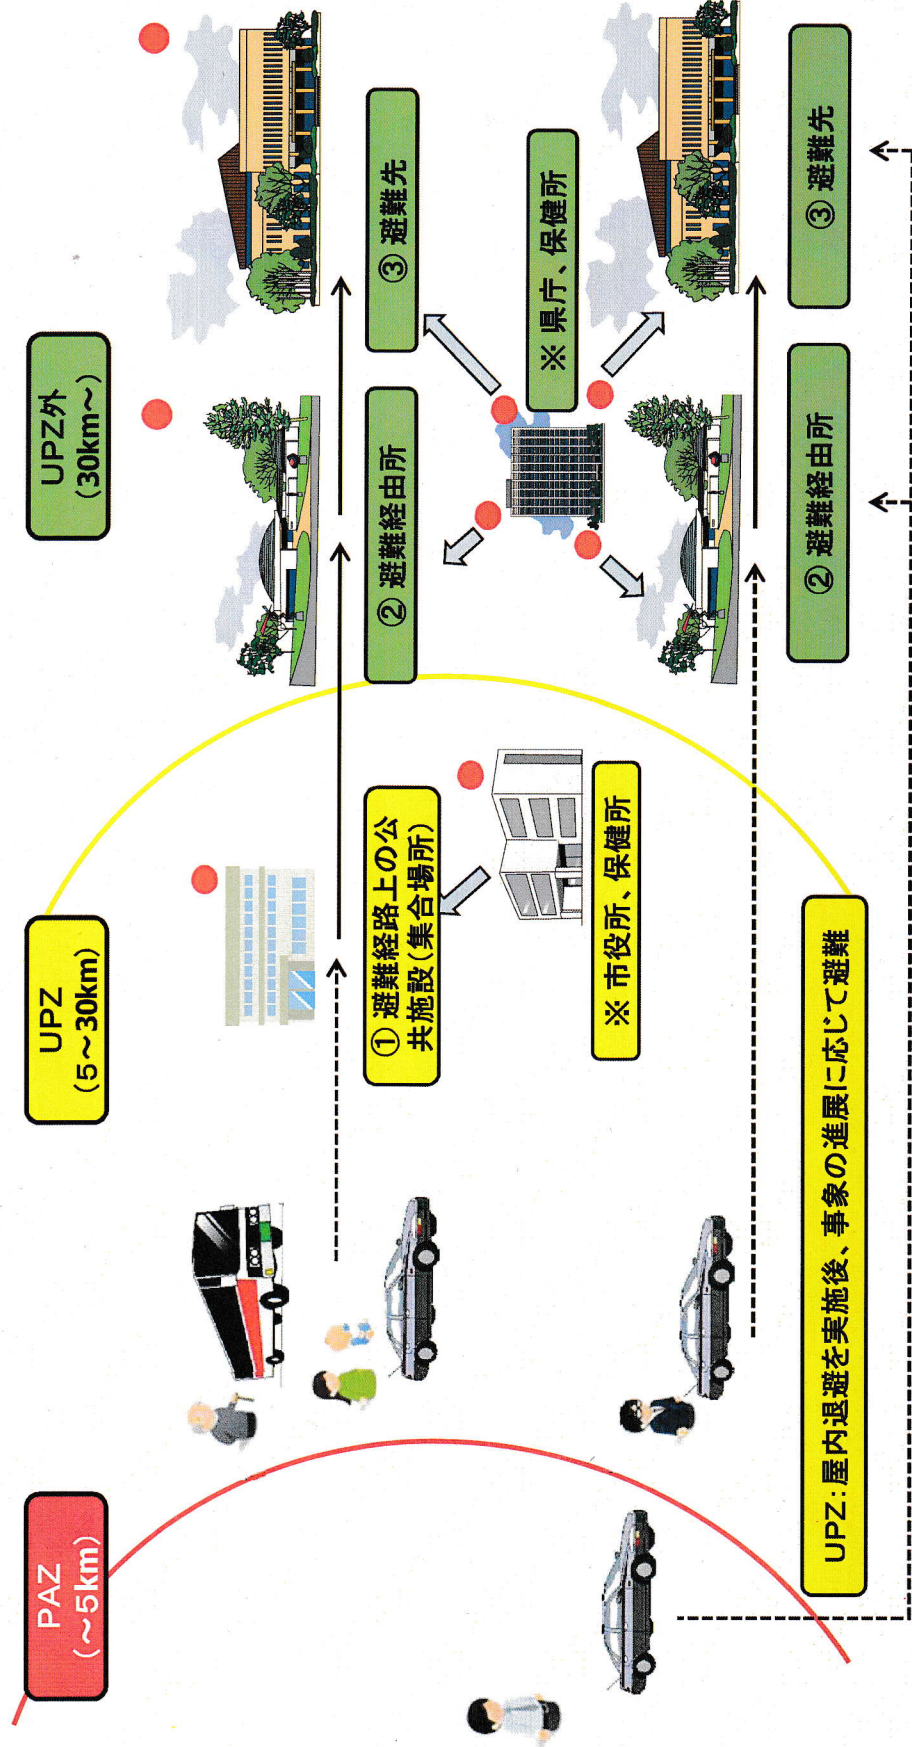 PAZ
(～5km)
UPZ
(5～30km)
UPZ外
(30km～)
① 避難経路上の公
共施設(集合場所)
② 避難経由所
③ 避難先
※ 市役所、保健所
※ 県庁、保健所
② 避難経由所
③ 避難先
UPZ:屋内退避を実施後、事象の進展に応じて避難